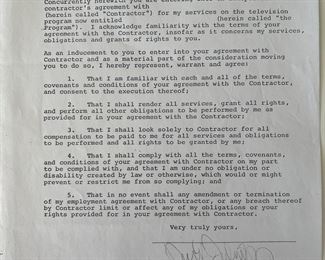 Concurrently herewith you are
contractor's agreement with
(herein called "Contractor") for my services on the television
program now entitled (herein called "the
Program"). I acknowledge familiarity with the terms of your
agreement with the Contractor, insofar as it concerns my services,
obligations and grants of rights to you.
As an inducement to you to enter into your agreement with
Contractor and as a material part of the consideration moving
you to do so, I hereby represent, warrant and agree:
1. That I am familiar with each and all of the terms,
covenants and conditions of your agreement with the Contractor,
and consent to the execution thereof;
2. That I shall render all services, grant all rights,
and perform all other obligations to be performed by me as
provided for in your agreement with the Contractor;
3. That I shall look solely to Contractor for all
compensation to be paid to me for all services and obligations
to be performed and all rights to be granted by me;
4. That I shall comply with all the terms, covenants,
and conditions of your agreement with Contractor on my part
to be complied with, and that I am under no obligation or
disability created by law or otherwise, which would or might
prevent or restrict me from so complying; and
5. That in no event shall any amendment or termination
of my employment agreement with Contractor, or any breach thereof
by Contractor limit or affect any of my obligations or your
rights provided for in your agreement with Contractor.
Very truly yours,